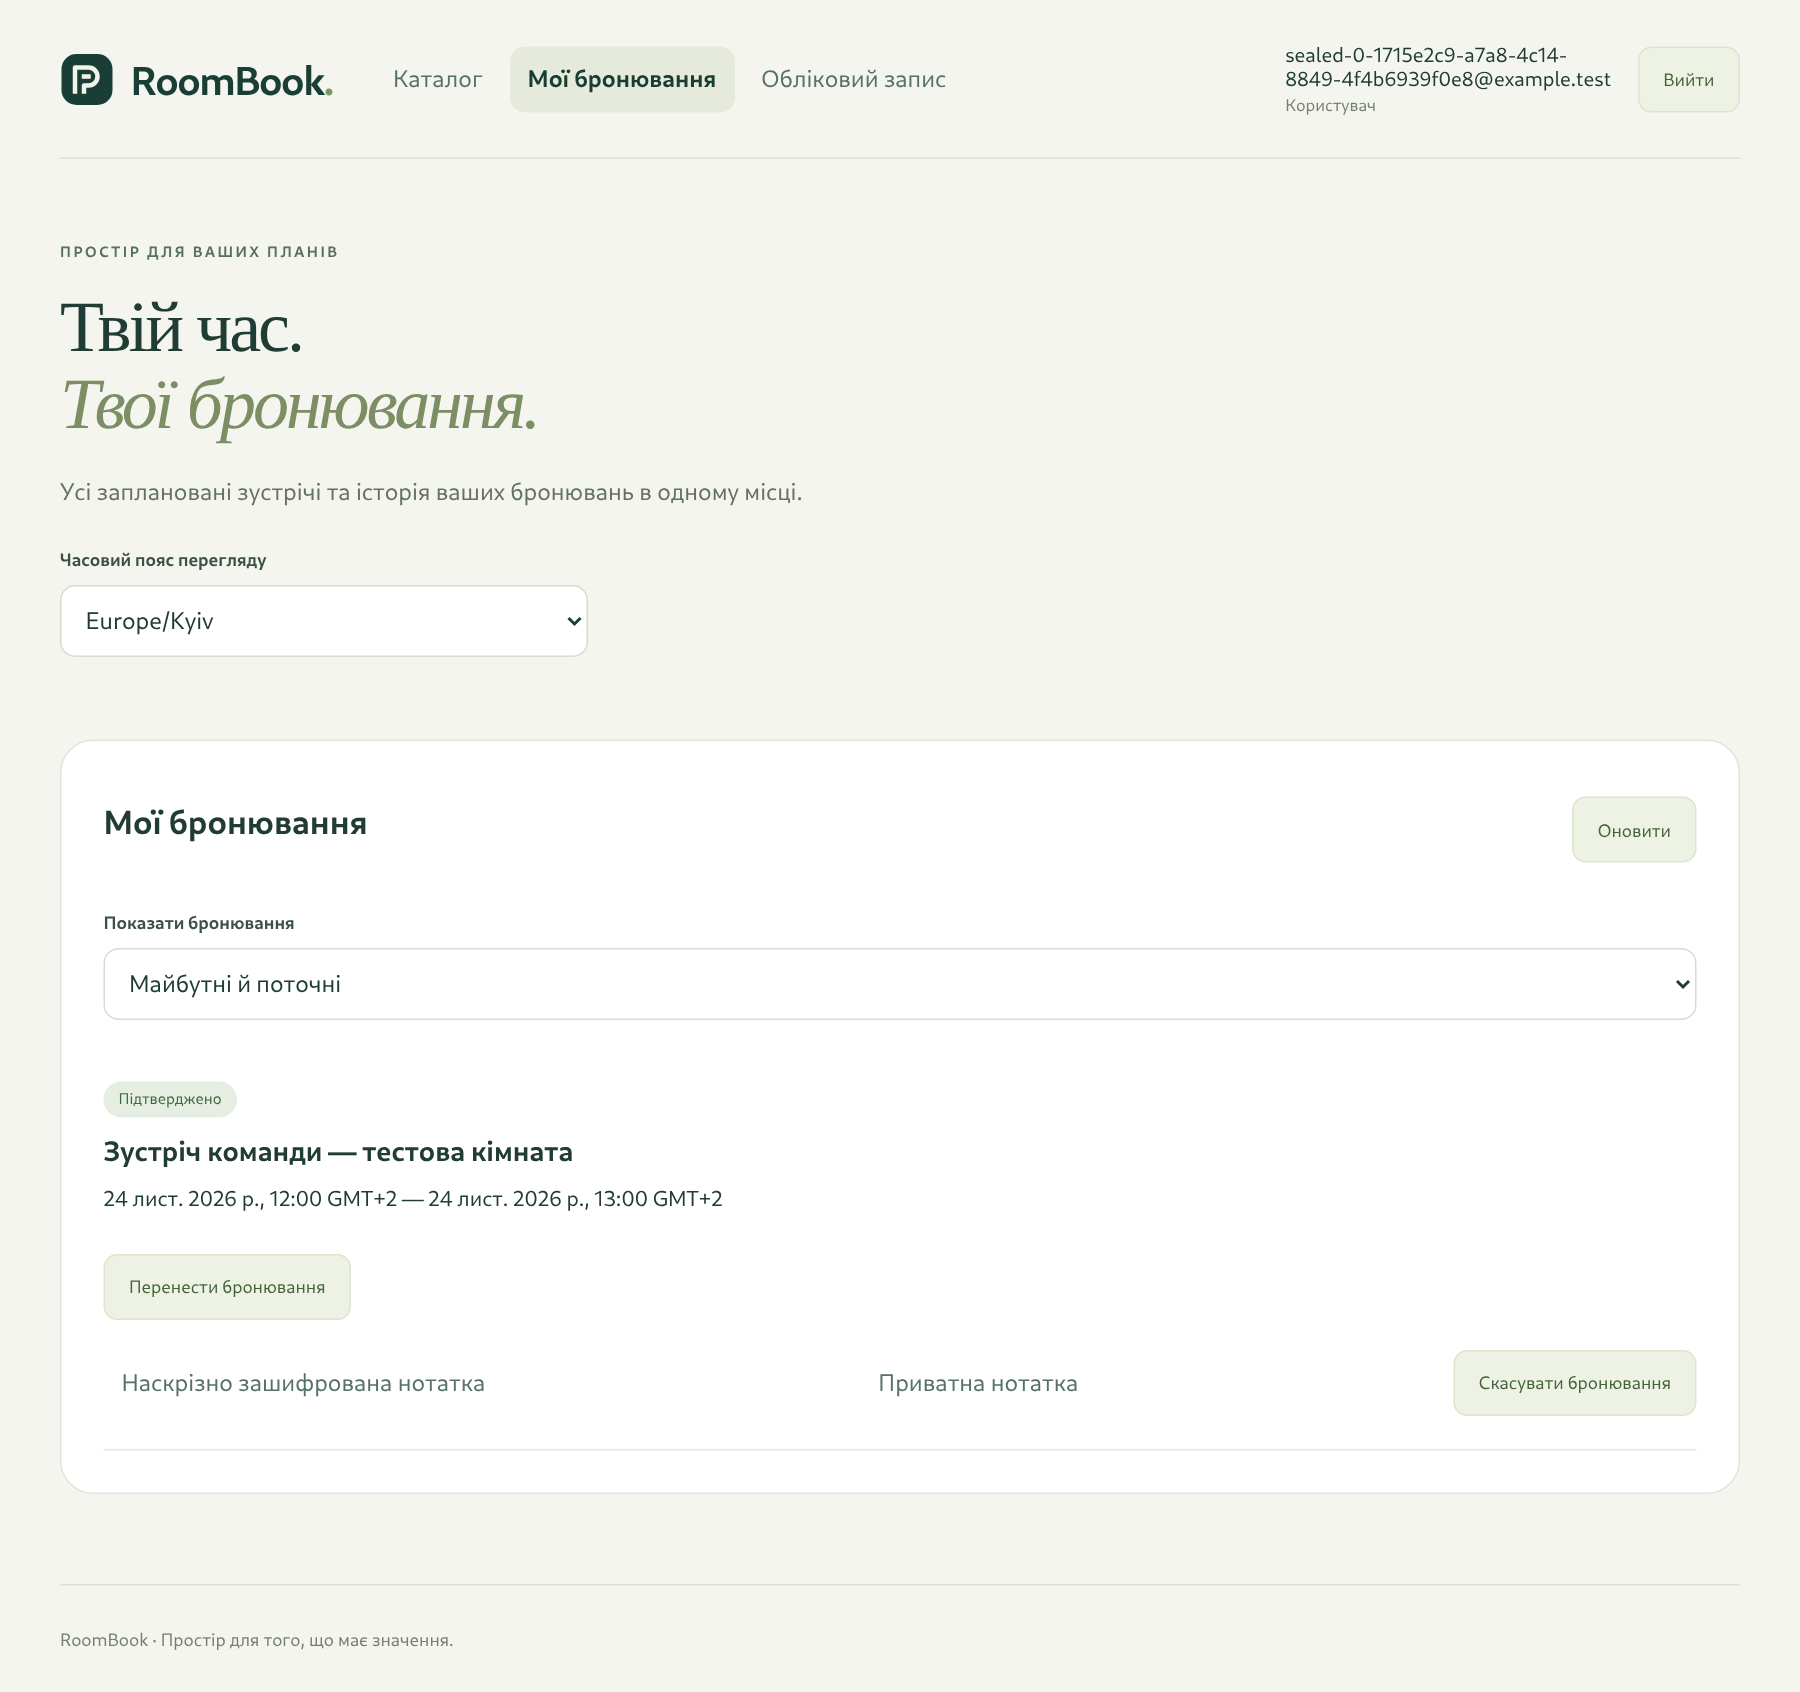 RoomBook.
Каталог
Мої бронювання
Обліковий запис
sealed-0-1715e2c9-a7a8-4c14-
8849-4f4b6939f0e8@example.test
Користувач
Вийти
ПРОСТІР ДЛЯ ВАШИХ ПЛАНІВ
Твій час.
Твої бронювання.
Усі заплановані зустрічі та історія ваших бронювань в одному місці.
Часовий пояс перегляду
Europe/Kyiv
Мої бронювання
Оновити
Показати бронювання
Майбутні й поточні
Підтверджено
Зустріч команди — тестова кімната
24 лист. 2026 р., 12:00 GMT+2 — 24 лист. 2026 р., 13:00 GMT+2
Перенести бронювання
Наскрізно зашифрована нотатка
Приватна нотатка
Скасувати бронювання
RoomBook · Простір для того, що має значення.